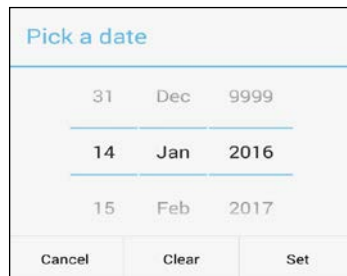 Pick a date
31 Dec 9999
14 Jan 2016
15 Feb 2017
Cancel Clear Set